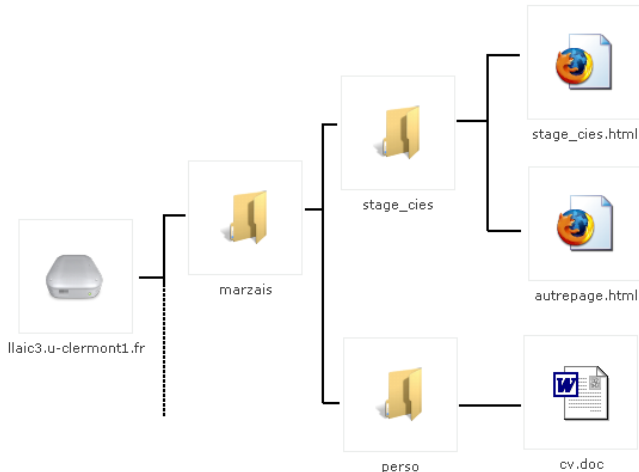 stage_cies.html
stage_cies
marzais
autrepage.html
llaic3.u-clermont1.fr
W
perso
cv.doc